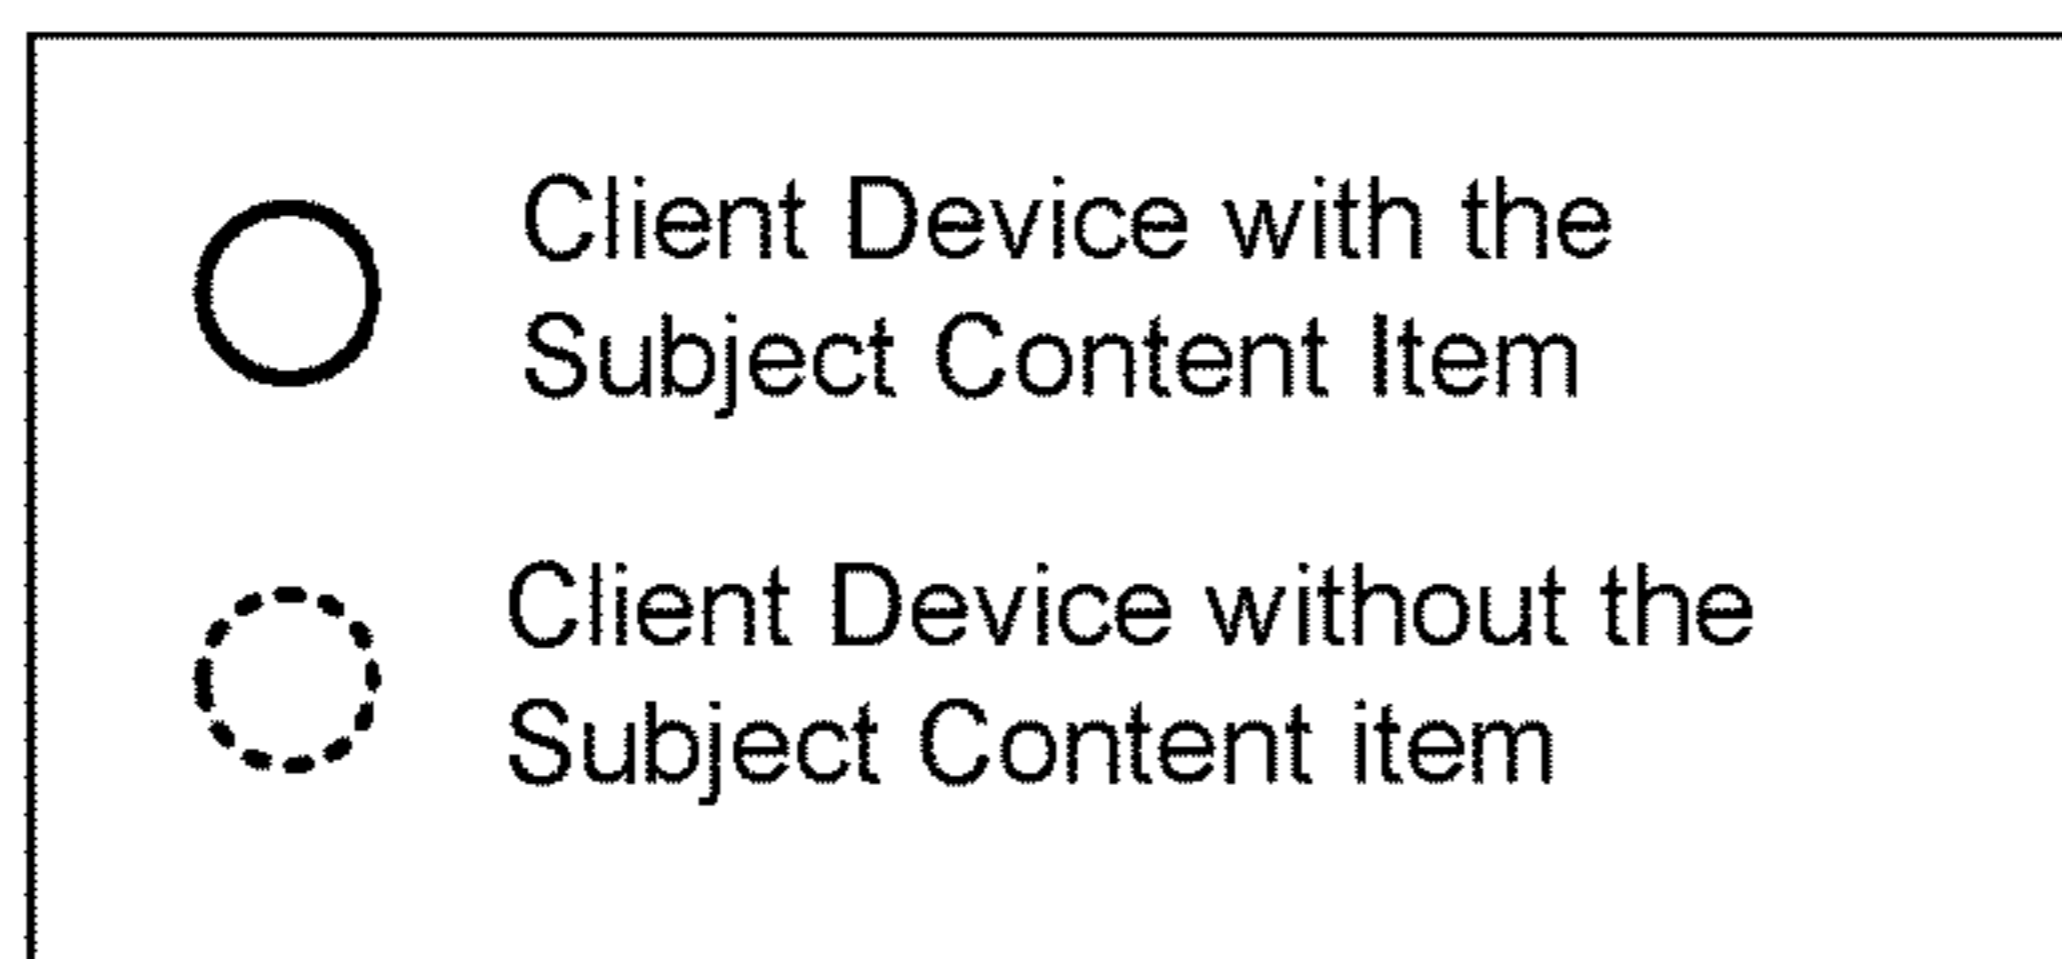 Client Device with the
Subject Content Item
Client Device without the
Subject Content item